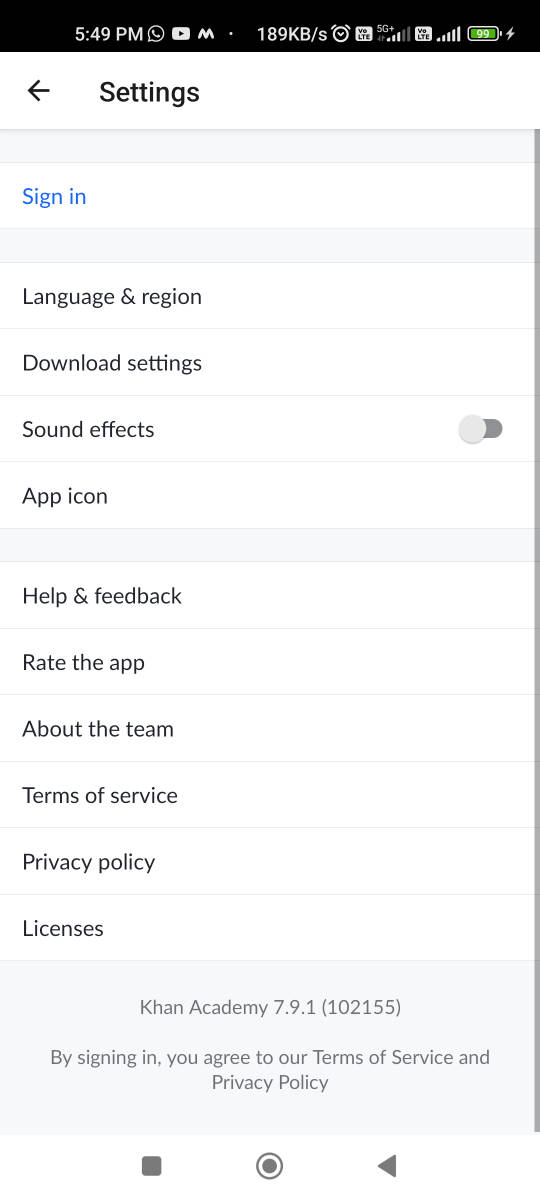 5:49 PM 189KB/s Vo LTE 5G+ Vo LTE 99
Settings
Sign in
Language & region
Download settings
Sound effects
App icon
Help & feedback
Rate the app
About the team
Terms of service
Privacy policy
Licenses
Khan Academy 7.9.1 (102155)
By signing in, you agree to our Terms of Service and
Privacy Policy